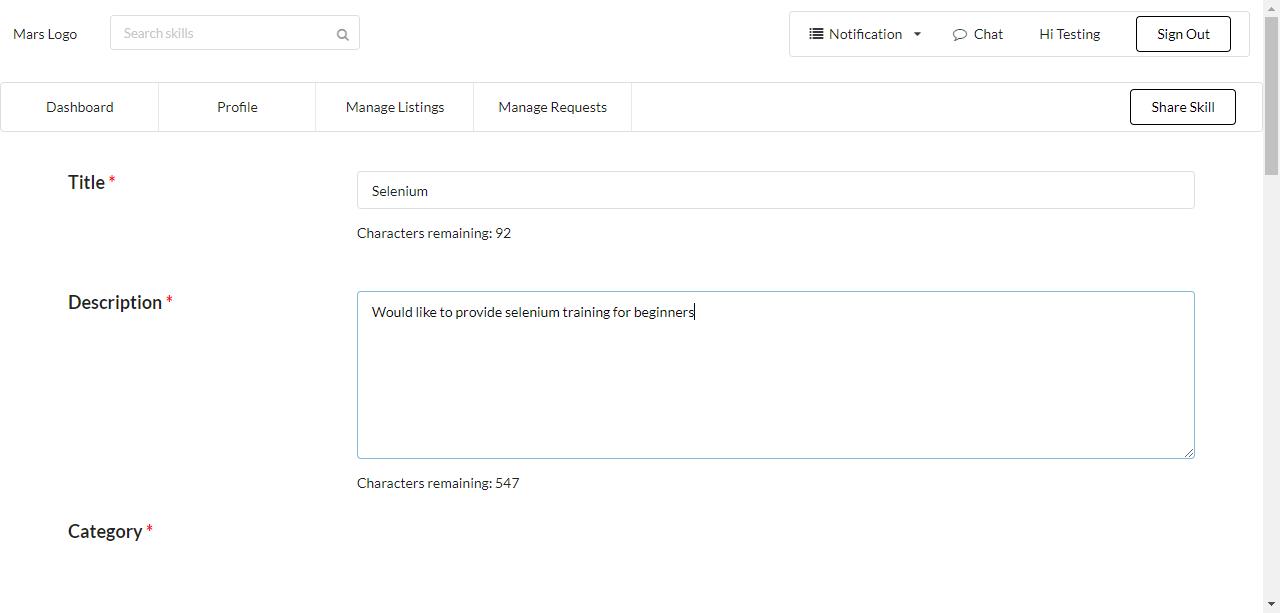 Mars Logo
Search skills
Notification
Chat
Hi Testing
Sign Out
Dashboard
Profile
Manage Listings
Manage Requests
Share Skill
Title *
Selenium
Characters remaining: 92
Description *
Would like to provide selenium training for beginners
Characters remaining: 547
Category *